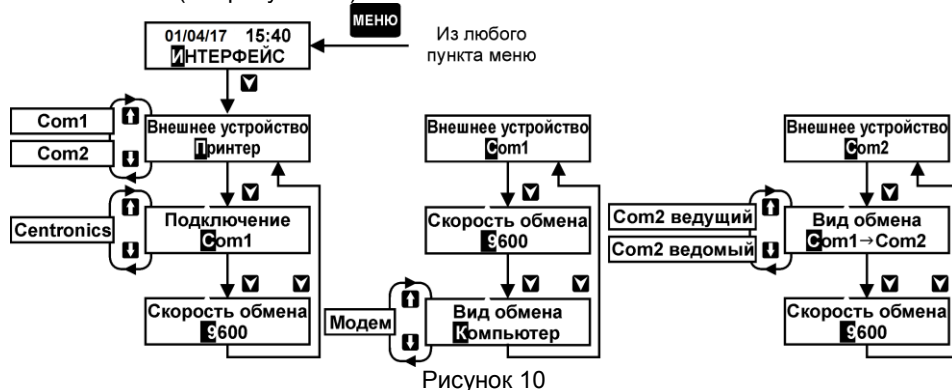 МЕНЮ
01/04/17 15:40
ИНТЕРФЕЙС
Из любого
пункта меню
Com1
Com2
Внешнее устройство
Принтер
Centronics
Подключение
Com1
Скорость обмена
9600
Внешнее устройство
Com1
Скорость обмена
9600
Модем
Вид обмена
Компьютер
Внешнее устройство
Com2
Com2 ведущий
Com2 ведомый
Вид обмена
Com1→Com2
Скорость обмена
9600
Рисунок 10